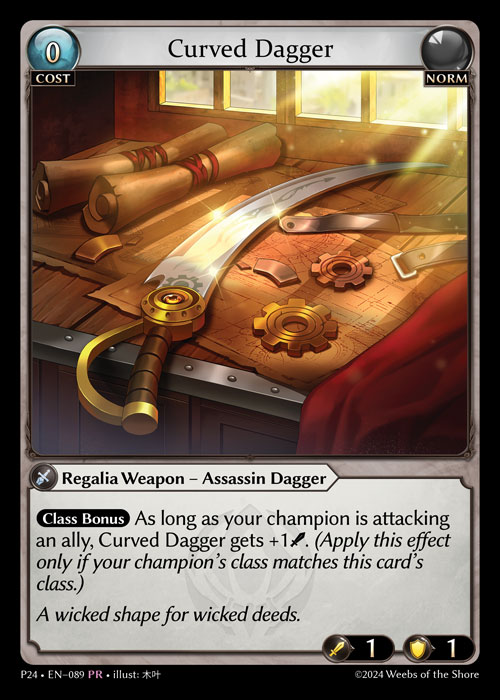 0
Curved Dagger
COST
NORM
Regalia Weapon – Assassin Dagger
Class Bonus As long as your champion is attacking
an ally, Curved Dagger gets +1. (Apply this effect
only if your champion's class matches this card's
class.)
A wicked shape for wicked deeds.
1
1
P24 • EN–089 PR • illust: 木叶
©2024 Weebs of the Shore